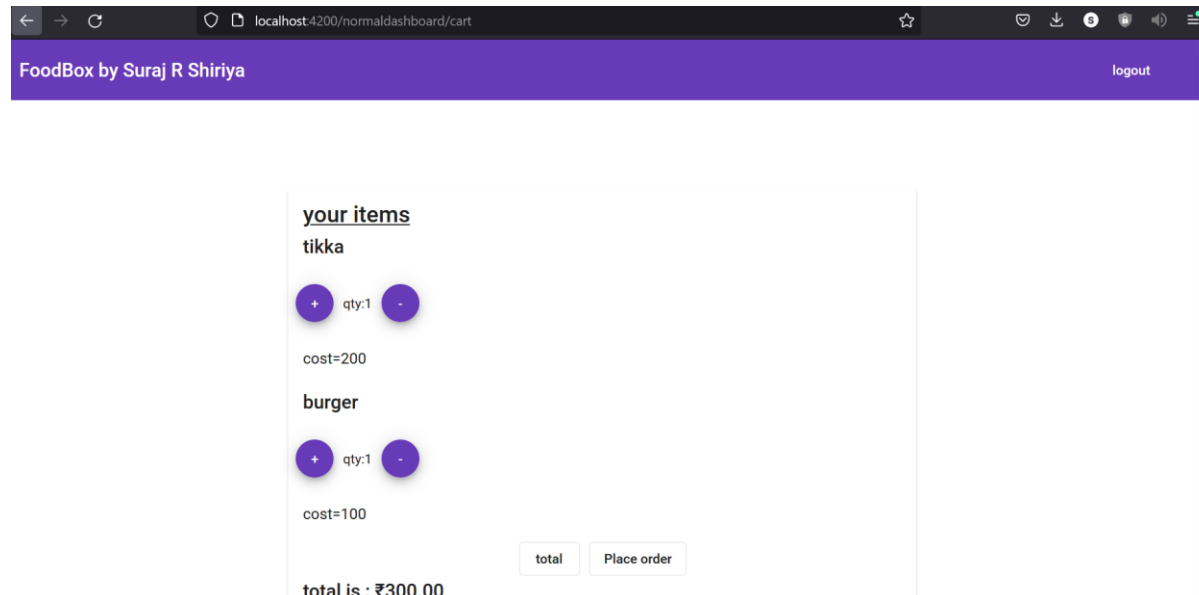 localhost:4200/normaldashboard/cart
S
FoodBox by Suraj R Shiriya
logout
your items
tikka
+ qty:1 -
cost=200
burger
+ qty:1 -
cost=100
total Place order
total is : ₹300.00